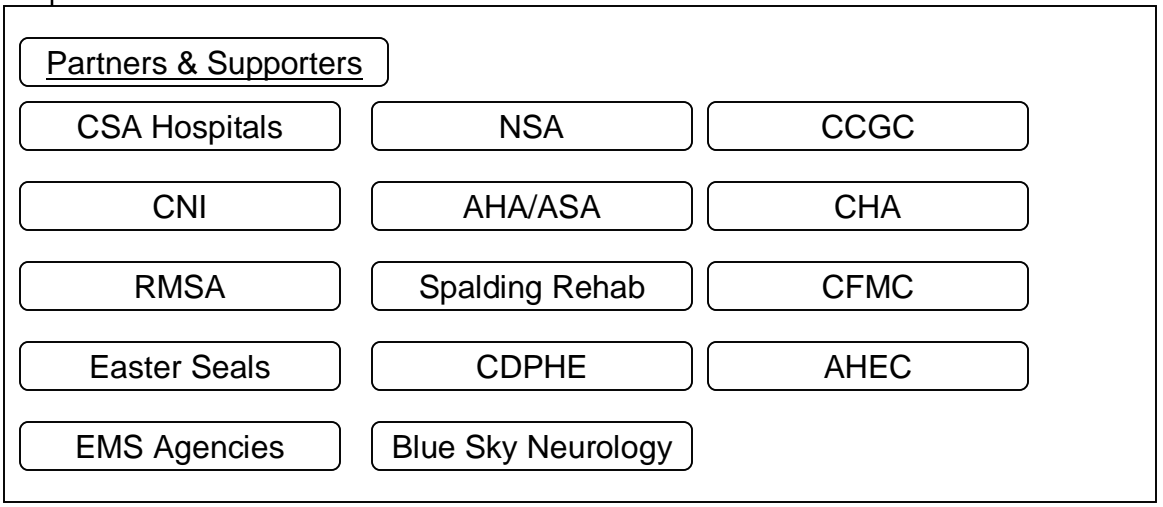 Partners & Supporters
CSA Hospitals NSA CCGC
CNI AHA/ASA CHA
RMSA Spalding Rehab CFMC
Easter Seals CDPHE AHEC
EMS Agencies Blue Sky Neurology